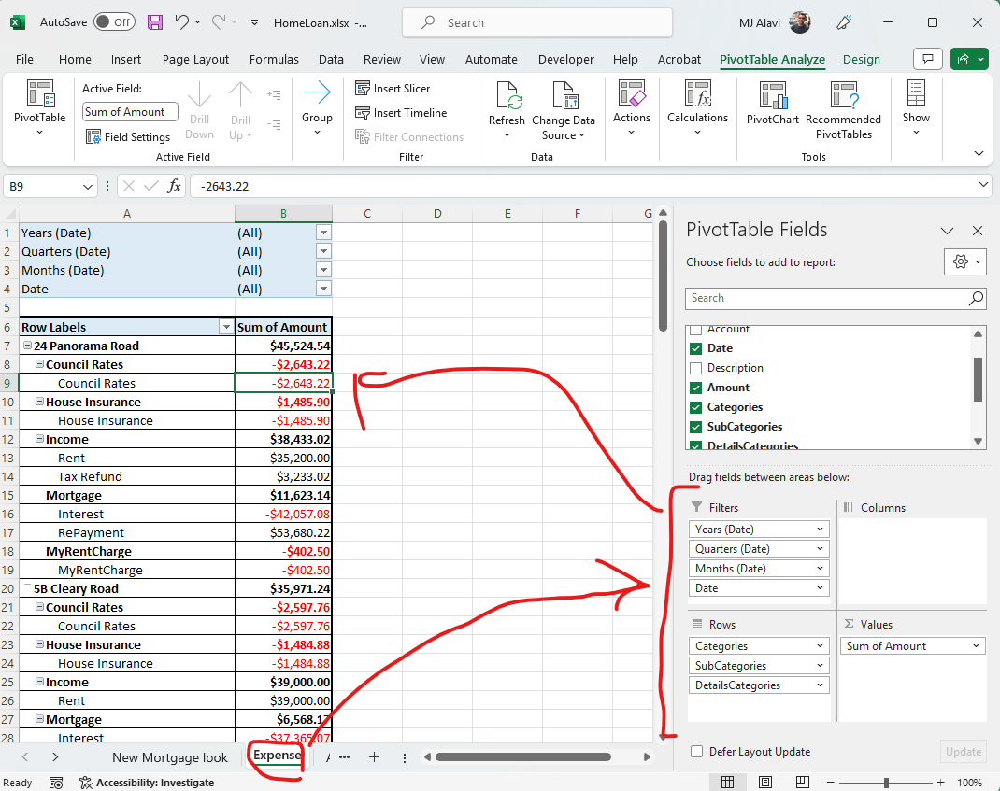 AutoSave Off HomeLoan.xlsx -... Search MJ Alavi
File Home Insert Page Layout Formulas Data Review View Automate Developer Help Acrobat PivotTable Analyze Design
PivotTable
Active Field:
Sum of Amount
Field Settings
Drill Down
Drill Up
Active Field
Group
Insert Slicer
Insert Timeline
Filter Connections
Filter
Refresh
Change Data Source
Data
Actions
Calculations
PivotChart
Recommended PivotTables
Tools
Show
B9 fx -2643.22
A B C D E F G
1 Years (Date) (All)
2 Quarters (Date) (All)
3 Months (Date) (All)
4 Date (All)
5
6 Row Labels Sum of Amount
7 24 Panorama Road $45,524.54
8 Council Rates -$2,643.22
9 Council Rates -$2,643.22
10 House Insurance -$1,485.90
11 House Insurance -$1,485.90
12 Income $38,433.02
13 Rent $35,200.00
14 Tax Refund $3,233.02
15 Mortgage $11,623.14
16 Interest -$42,057.08
17 RePayment $53,680.22
18 MyRentCharge -$402.50
19 MyRentCharge -$402.50
20 5B Cleary Road $35,971.24
21 Council Rates -$2,597.76
22 Council Rates -$2,597.76
23 House Insurance -$1,484.88
24 House Insurance -$1,484.88
25 Income $39,000.00
26 Rent $39,000.00
27 Mortgage $6,568.17
28 Interest -$37,365.07
New Mortgage look Expense
Ready Accessibility: Investigate 100%
PivotTable Fields
Choose fields to add to report:
Search
Account
Date
Description
Amount
Categories
SubCategories
DetailsCategories
Drag fields between areas below:
Filters
Years (Date)
Quarters (Date)
Months (Date)
Date
Columns
Rows
Categories
SubCategories
DetailsCategories
Σ Values
Sum of Amount
Defer Layout Update Update